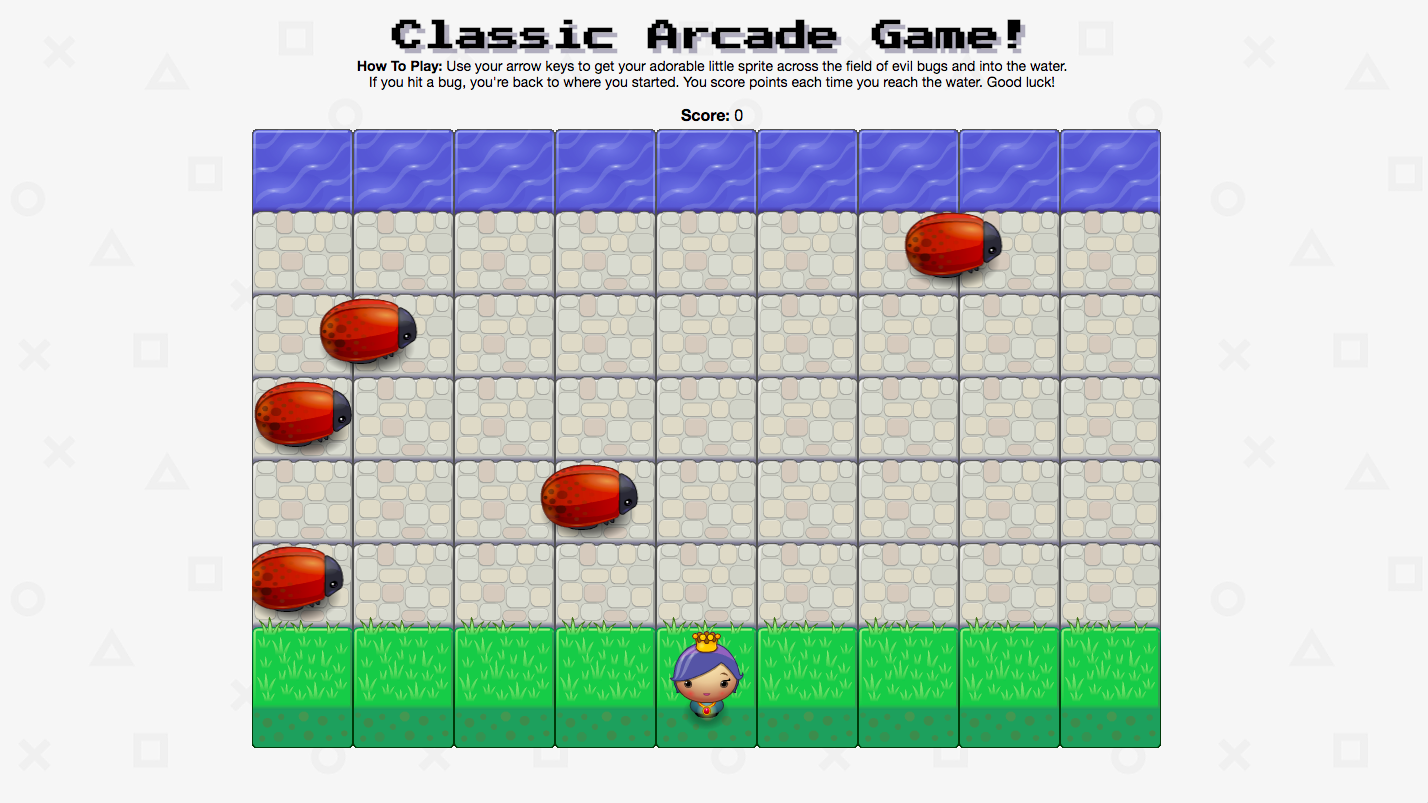 Classic Arcade Game!
How To Play: Use your arrow keys to get your adorable little sprite across the field of evil bugs and into the water.
If you hit a bug, you're back to where you started. You score points each time you reach the water. Good luck!
Score: 0